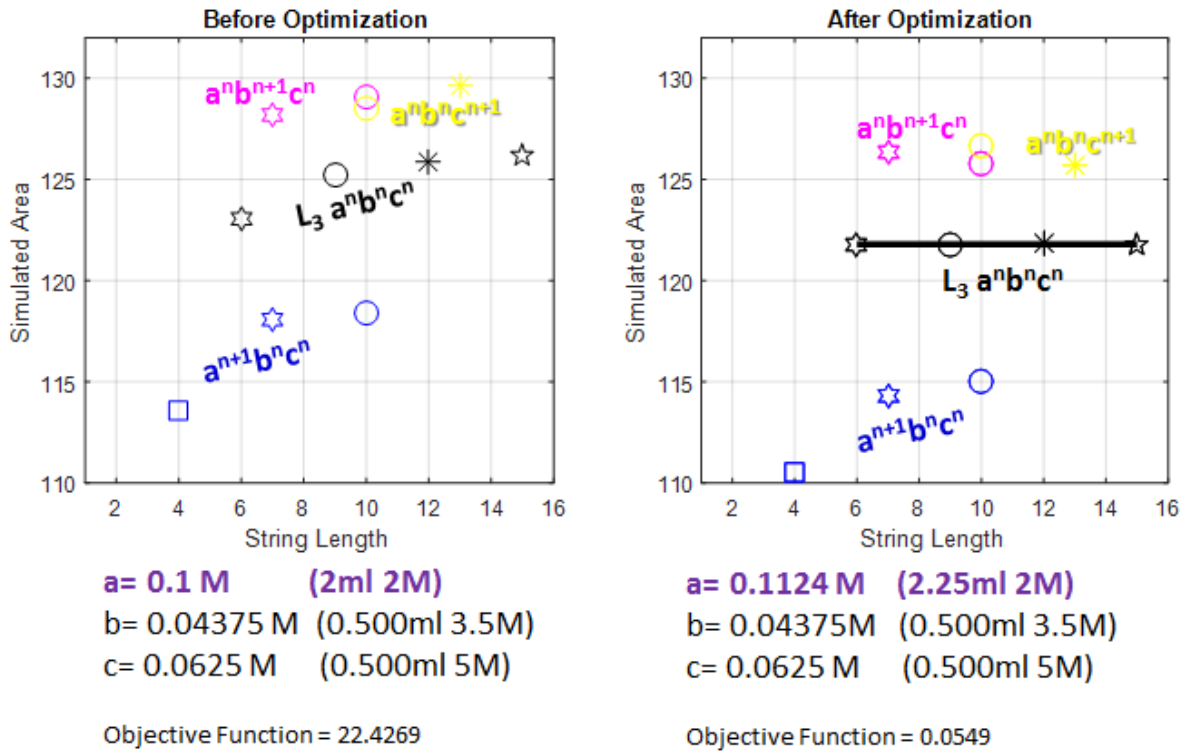 Before Optimization
130
125
120
115
110
Simulated Area
aⁿbⁿ⁺¹cⁿ
aⁿbⁿcⁿ⁺¹
L₃ aⁿbⁿcⁿ
aⁿ⁺¹bⁿcⁿ
2 4 6 8 10 12 14 16
String Length
a= 0.1 M (2ml 2M)
b= 0.04375 M (0.500ml 3.5M)
c= 0.0625 M (0.500ml 5M)
Objective Function = 22.4269
After Optimization
130
125
120
115
110
Simulated Area
aⁿbⁿ⁺¹cⁿ
aⁿbⁿcⁿ⁺¹
L₃ aⁿbⁿcⁿ
aⁿ⁺¹bⁿcⁿ
2 4 6 8 10 12 14 16
String Length
a= 0.1124 M (2.25ml 2M)
b= 0.04375M (0.500ml 3.5M)
c= 0.0625 M (0.500ml 5M)
Objective Function = 0.0549